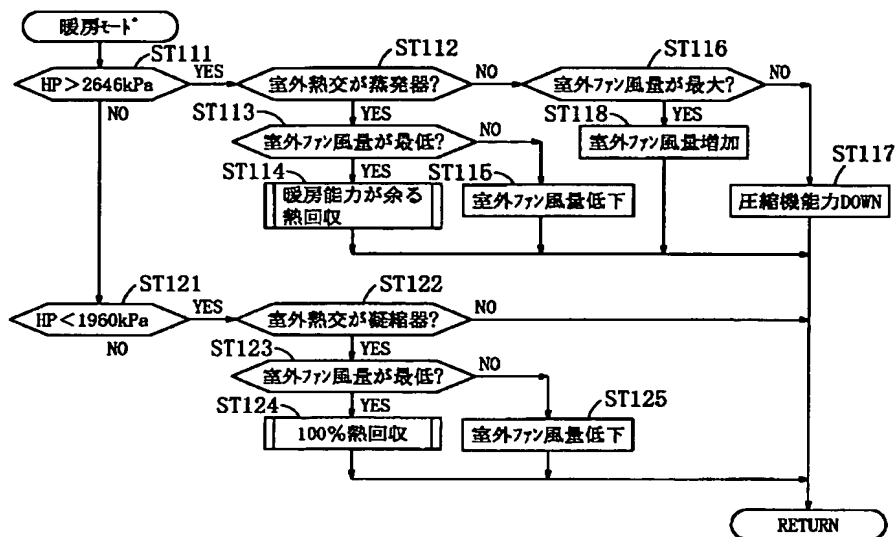 暖房ﾓｰﾄﾞ
ST111
HP＞2646kPa
YES
NO
ST112
室外熱交が蒸発器?
NO
YES
ST116
室外ﾌｧﾝ風量が最大?
NO
YES
ST113
室外ﾌｧﾝ風量が最低?
NO
YES
ST118
室外ﾌｧﾝ風量増加
ST114
暖房能力が余る
熱回収
ST115
室外ﾌｧﾝ風量低下
ST117
圧縮機能力DOWN
ST121
HP＜1960kPa
YES
NO
ST122
室外熱交が凝縮器?
NO
YES
ST123
室外ﾌｧﾝ風量が最低?
NO
YES
ST124
100%熱回収
ST125
室外ﾌｧﾝ風量低下
RETURN